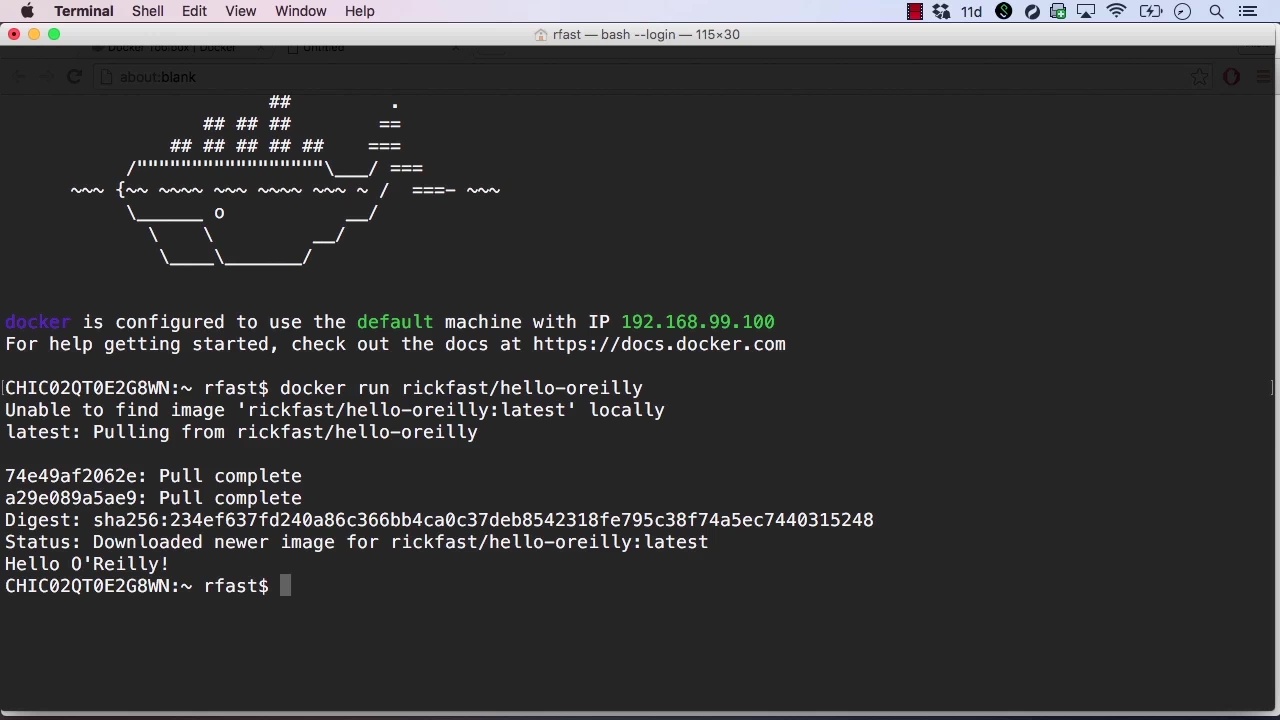 Terminal Shell Edit View Window Help 11d
rfast — bash --login — 115×30
Docker Toolbox | Docker Untitled
about:blank
                        ##         .
                  ## ## ##        ==
               ## ## ## ## ##    ===
           /"""""""""""""""""\___/ ===
      ~~~ {~~ ~~~~ ~~~ ~~~~ ~~~ ~ /  ===- ~~~
           \______ o           __/
             \    \         __/
              \____\_______/
docker is configured to use the default machine with IP 192.168.99.100
For help getting started, check out the docs at https://docs.docker.com
CHIC02QT0E2G8WN:~ rfast$ docker run rickfast/hello-oreilly
Unable to find image 'rickfast/hello-oreilly:latest' locally
latest: Pulling from rickfast/hello-oreilly
74e49af2062e: Pull complete
a29e089a5ae9: Pull complete
Digest: sha256:234ef637fd240a86c366bb4ca0c37deb8542318fe795c38f74a5ec7440315248
Status: Downloaded newer image for rickfast/hello-oreilly:latest
Hello O'Reilly!
CHIC02QT0E2G8WN:~ rfast$